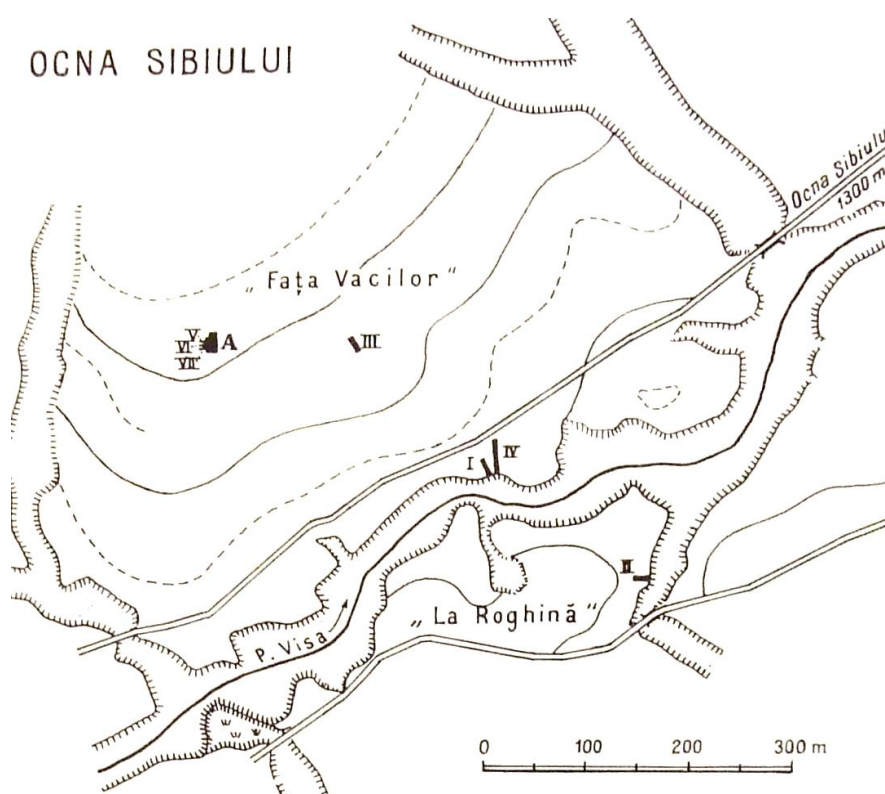 OCNA SIBIULUI
Ocna Sibiului
1300 m
„Fața Vacilor"
V
VI
VII
A
III
I
IV
II
„La Roghină"
P. Visa
0 100 200 300 m